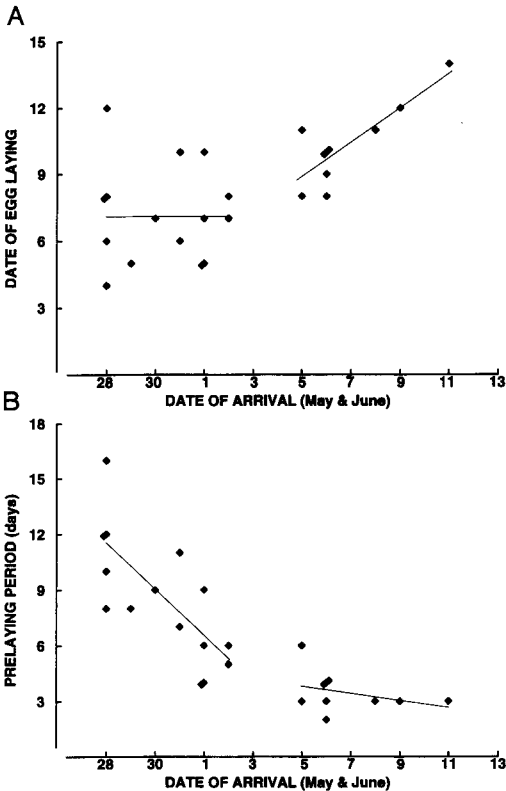 A
15
12
9
6
3
DATE OF EGG LAYING
28 30 1 3 5 7 9 11 13
DATE OF ARRIVAL (May & June)
B
18
15
12
9
6
3
PRELAYING PERIOD (days)
28 30 1 3 5 7 9 11 13
DATE OF ARRIVAL (May & June)